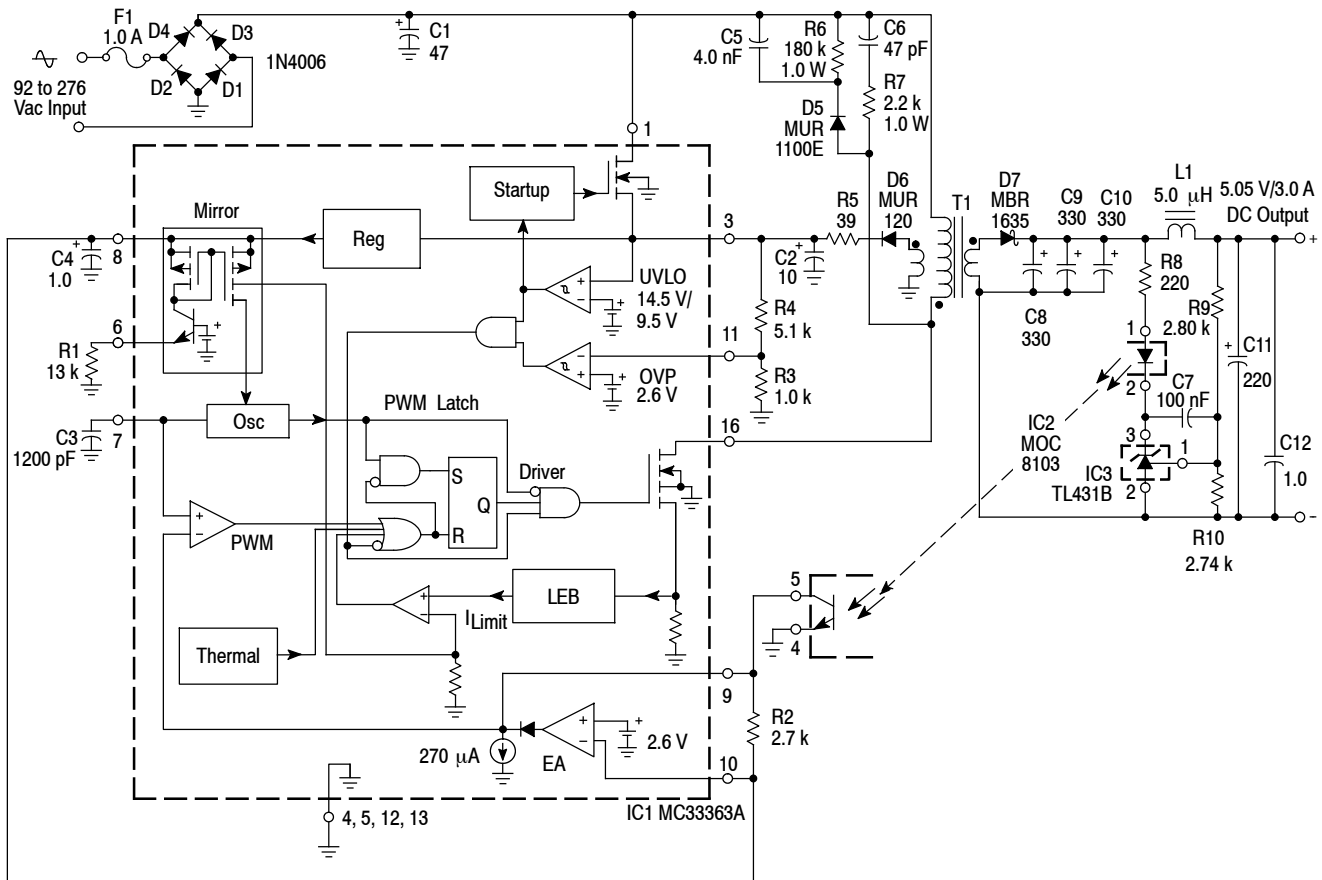 F1
1.0 A
D4
D3
D2
D1
1N4006
92 to 276
Vac Input
+
C1
47
C5
4.0 nF
R6
180 k
1.0 W
C6
47 pF
R7
2.2 k
1.0 W
D5
MUR
1100E
1
Startup
Mirror
Reg
3
R5
39
D6
MUR
120
T1
D7
MBR
1635
C9
330
C10
330
L1
5.0 μH
5.05 V/3.0 A
DC Output
+
+
C4
1.0
8
+
C2
10
+
−
+
UVLO
14.5 V/
9.5 V
R4
5.1 k
+
+
+
C8
330
R8
220
R9
2.80 k
6
+
R1
13 k
11
−
+
+
OVP
2.6 V
R3
1.0 k
1
2
C7
100 nF
+
C11
220
Osc
PWM Latch
C3
1200 pF
7
16
IC2
MOC
8103
3
1
IC3
TL431B
2
C12
1.0
−
S
Q
R
Driver
+
−
PWM
R10
2.74 k
+
−
ILimit
LEB
5
4
Thermal
9
R2
2.7 k
270 μA
+
−
EA
+
2.6 V
10
4, 5, 12, 13
IC1 MC33363A